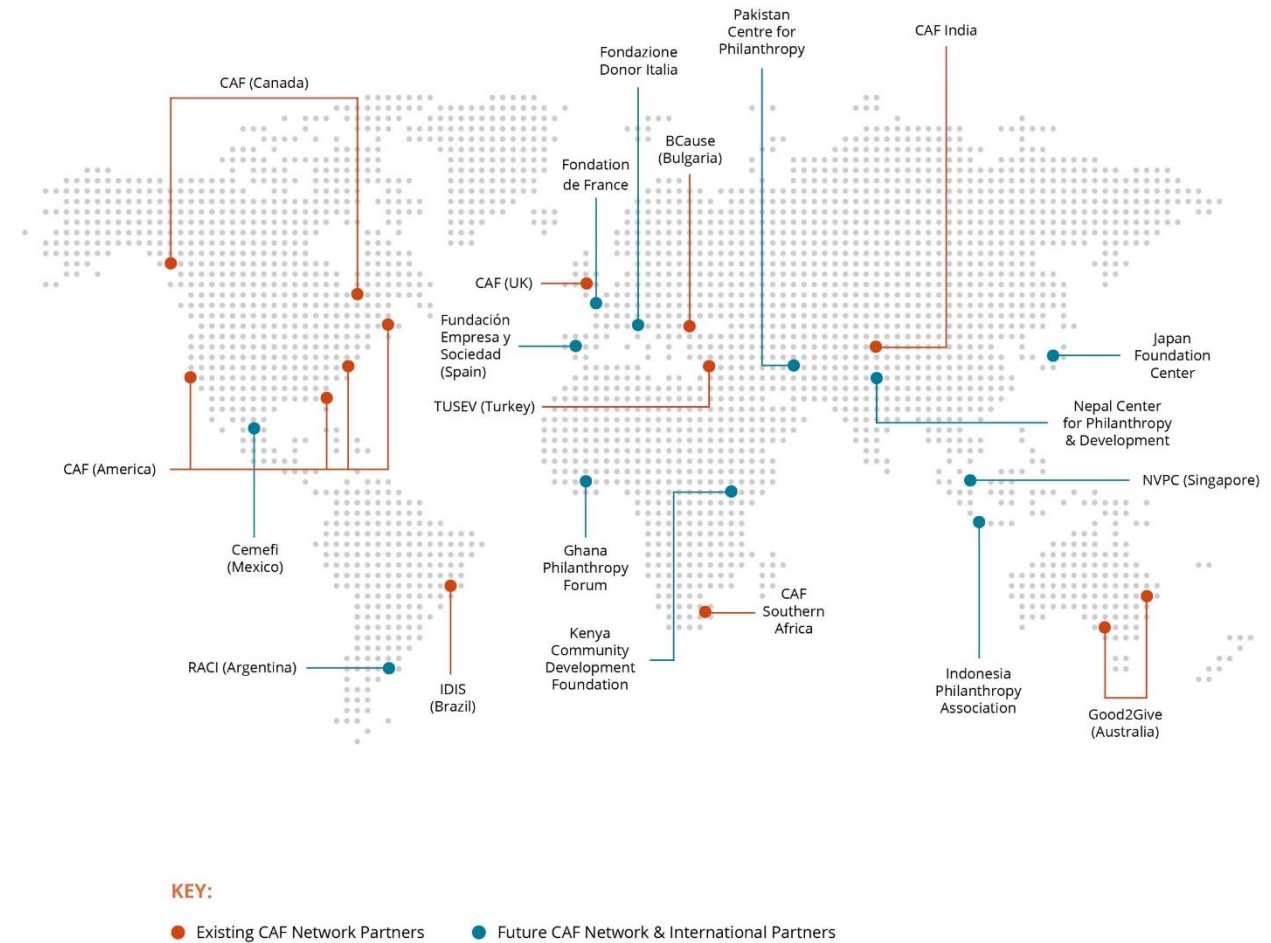 Pakistan
Centre for
Philanthropy
CAF India
Fondazione
Donor Italia
CAF (Canada)
BCause
(Bulgaria)
Fondation
de France
CAF (UK)
Fundación
Empresa y
Sociedad
(Spain)
Japan
Foundation
Center
TUSEV (Turkey)
Nepal Center
for Philanthropy
& Development
CAF (America)
NVPC (Singapore)
Cemefi
(Mexico)
Ghana
Philanthropy
Forum
CAF
Southern
Africa
Kenya
Community
Development
Foundation
RACI (Argentina)
IDIS
(Brazil)
Indonesia
Philanthropy
Association
Good2Give
(Australia)
KEY:
Existing CAF Network Partners
Future CAF Network & International Partners